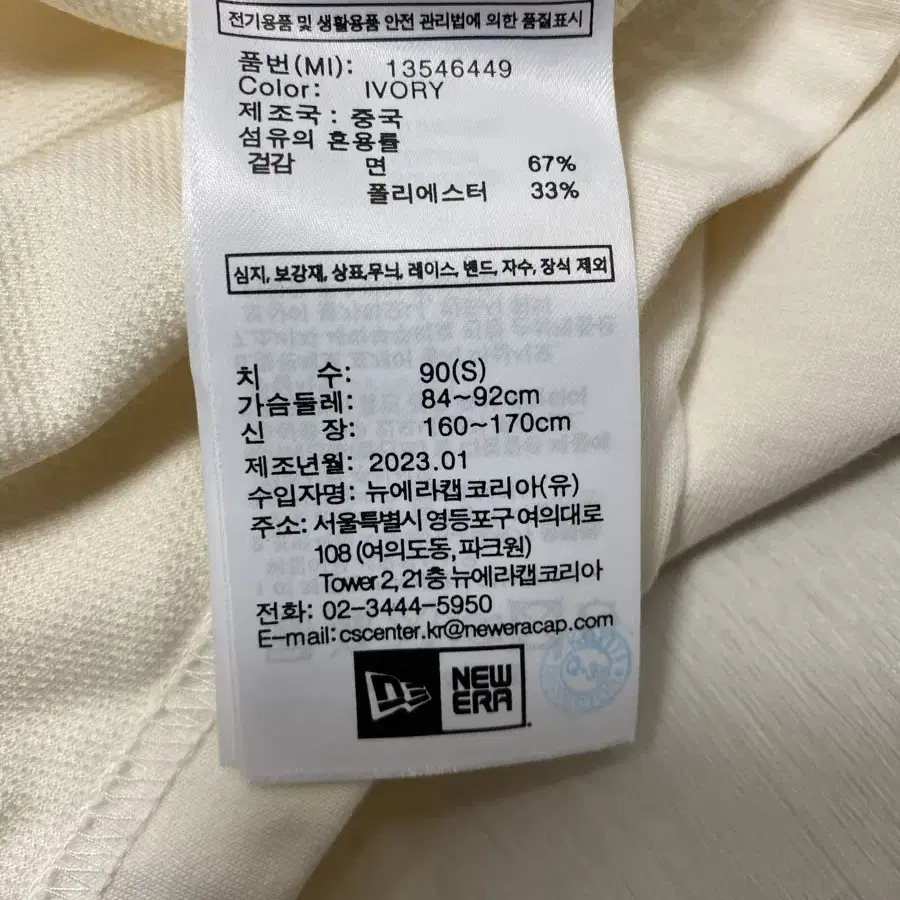 전기용품 및 생활용품 안전 관리법에 의한 품질표시
품번(MI): 13546449
Color: IVORY
제조국 : 중국
섬유의 혼용률
겉감 면 67%
폴리에스터 33%
심지, 보강재, 상표,무늬, 레이스, 밴드, 자수, 장식 제외
치 수: 90(S)
가슴둘레: 84~92cm
신 장: 160~170cm
제조년월: 2023.01
수입자명: 뉴에라캡코리아(유)
주소: 서울특별시 영등포구 여의대로
108 (여의도동, 파크원)
Tower 2, 21층 뉴에라캡코리아
전화: 02-3444-5950
E-mail: cscenter.kr@neweracap.com
NEW
ERA